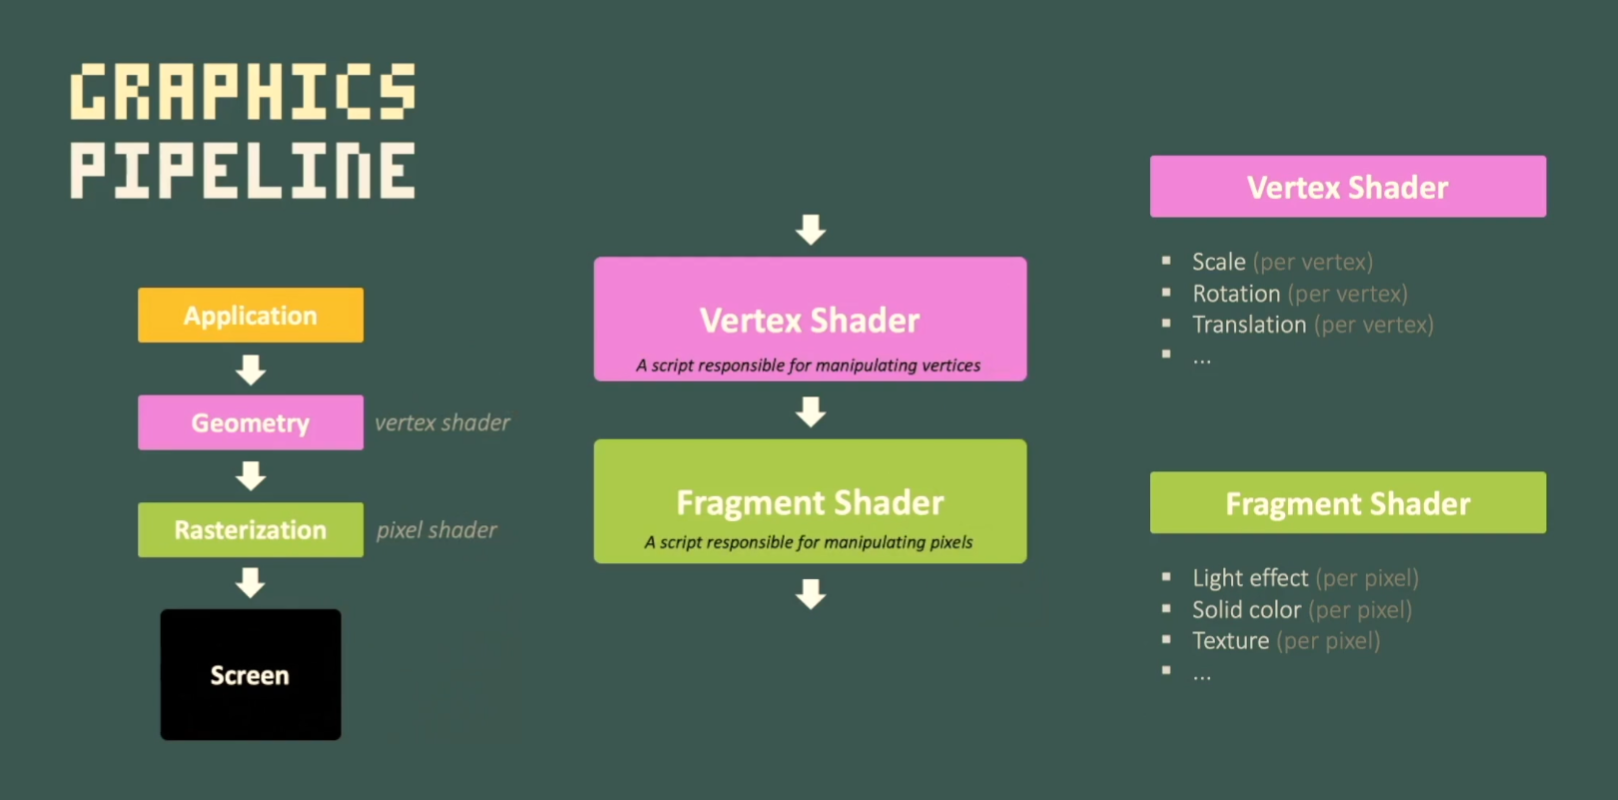 GRAPHICS
PIPELINE
Application
Geometry
vertex shader
Rasterization
pixel shader
Screen
Vertex Shader
A script responsible for manipulating vertices
Fragment Shader
A script responsible for manipulating pixels
Vertex Shader
▪ Scale (per vertex)
▪ Rotation (per vertex)
▪ Translation (per vertex)
▪ ...
Fragment Shader
▪ Light effect (per pixel)
▪ Solid color (per pixel)
▪ Texture (per pixel)
▪ ...